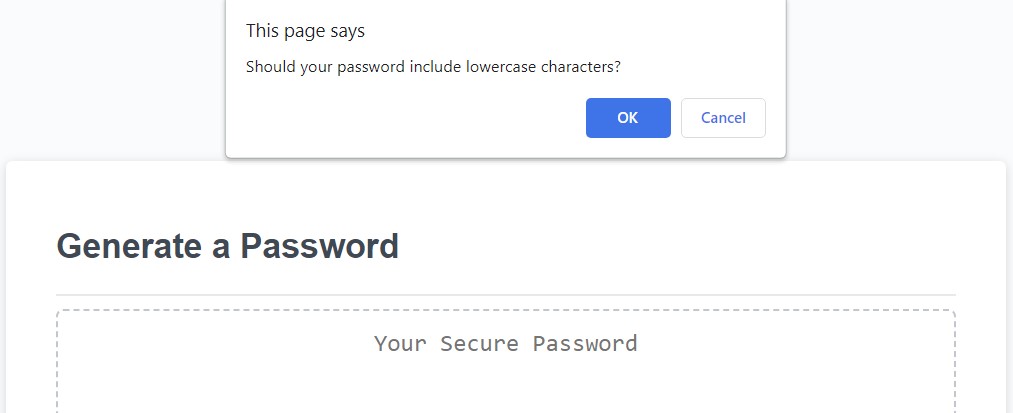 This page says
Should your password include lowercase characters?
OK
Cancel
Generate a Password
Your Secure Password